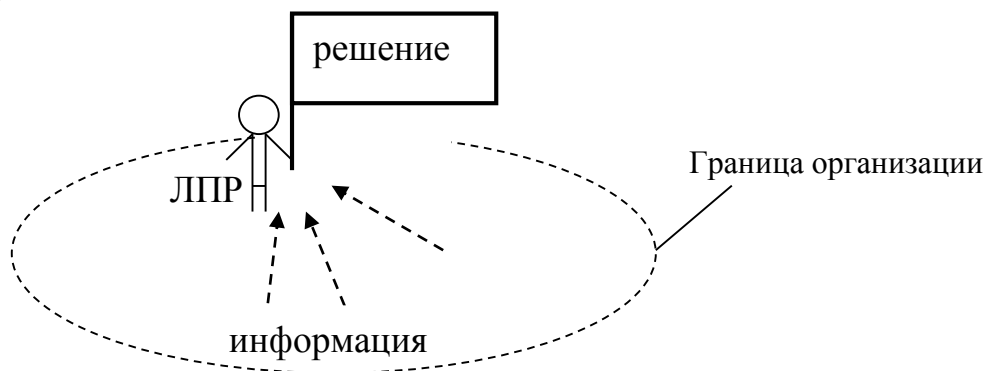 решение
Граница организации
ЛПР
информация